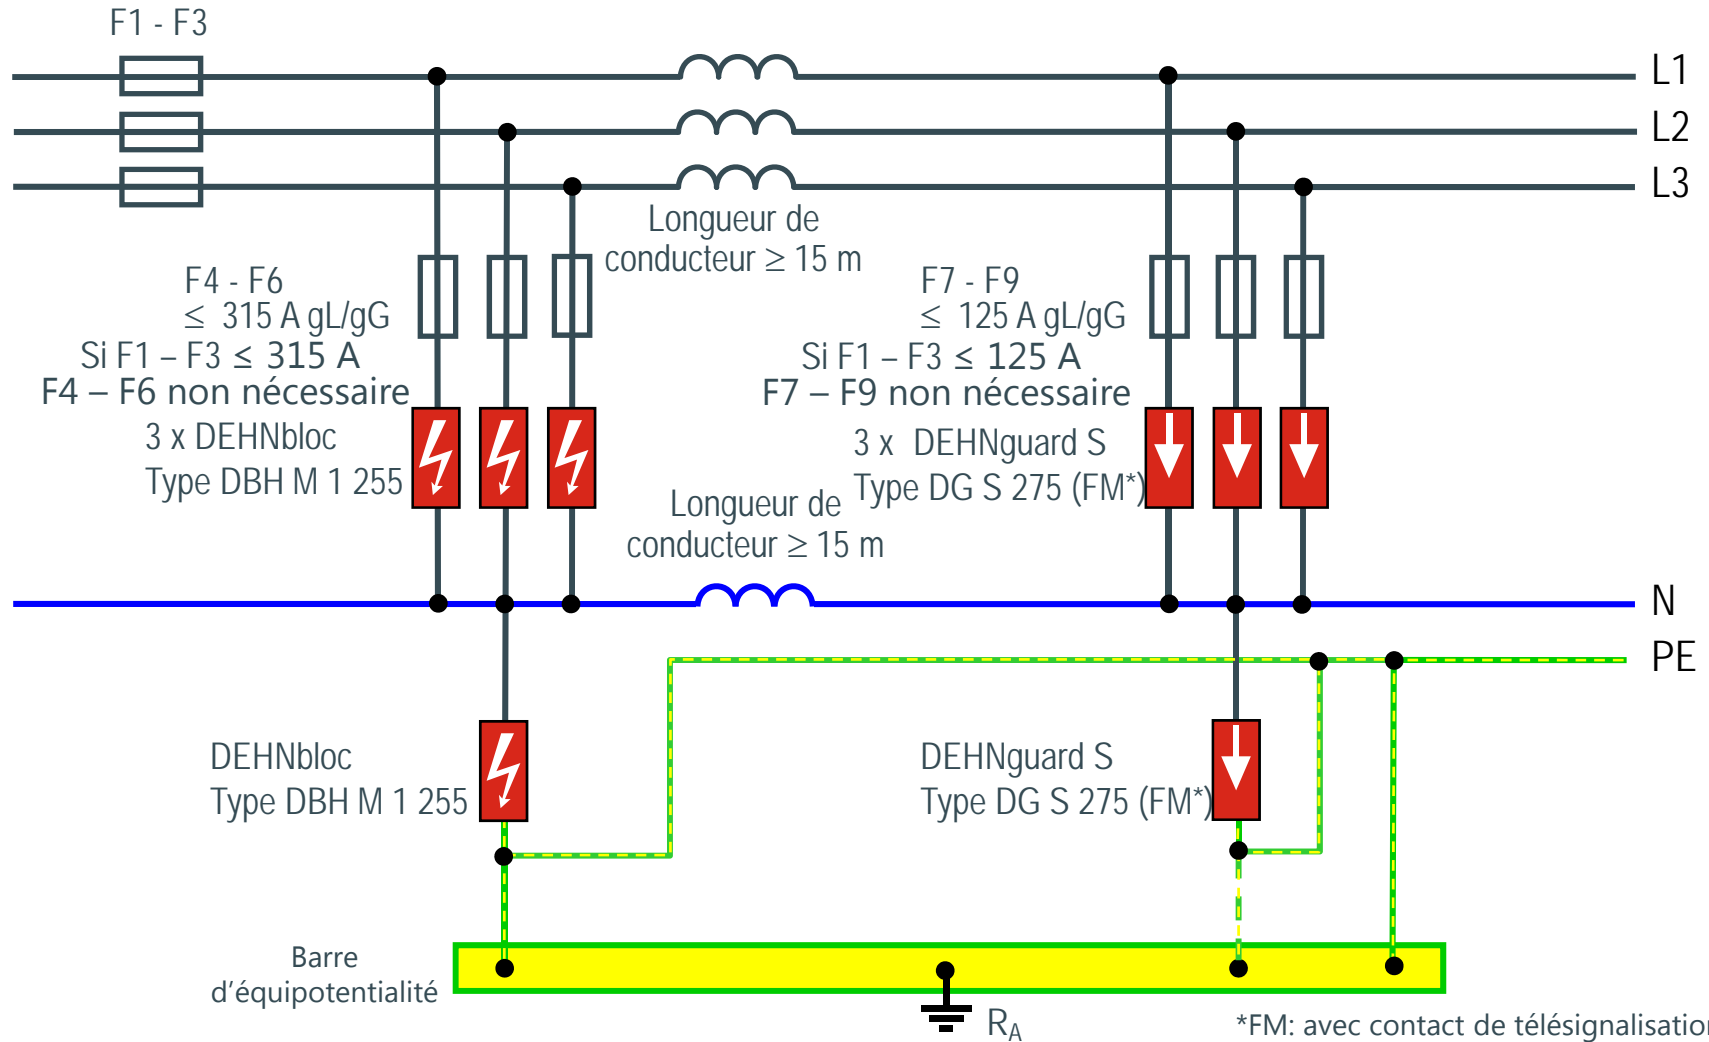 F1 - F3
L1
L2
L3
Longueur de
conducteur ≥ 15 m
F4 - F6
≤ 315 A gL/gG
Si F1 – F3 ≤ 315 A
F4 – F6 non nécessaire
3 x DEHNbloc
Type DBH M 1 255
F7 - F9
≤ 125 A gL/gG
Si F1 – F3 ≤ 125 A
F7 – F9 non nécessaire
3 x DEHNguard S
Type DG S 275 (FM*)
Longueur de
conducteur ≥ 15 m
N
PE
DEHNbloc
Type DBH M 1 255
DEHNguard S
Type DG S 275 (FM*)
Barre
d'équipotentialité
RA
*FM: avec contact de télésignalisation